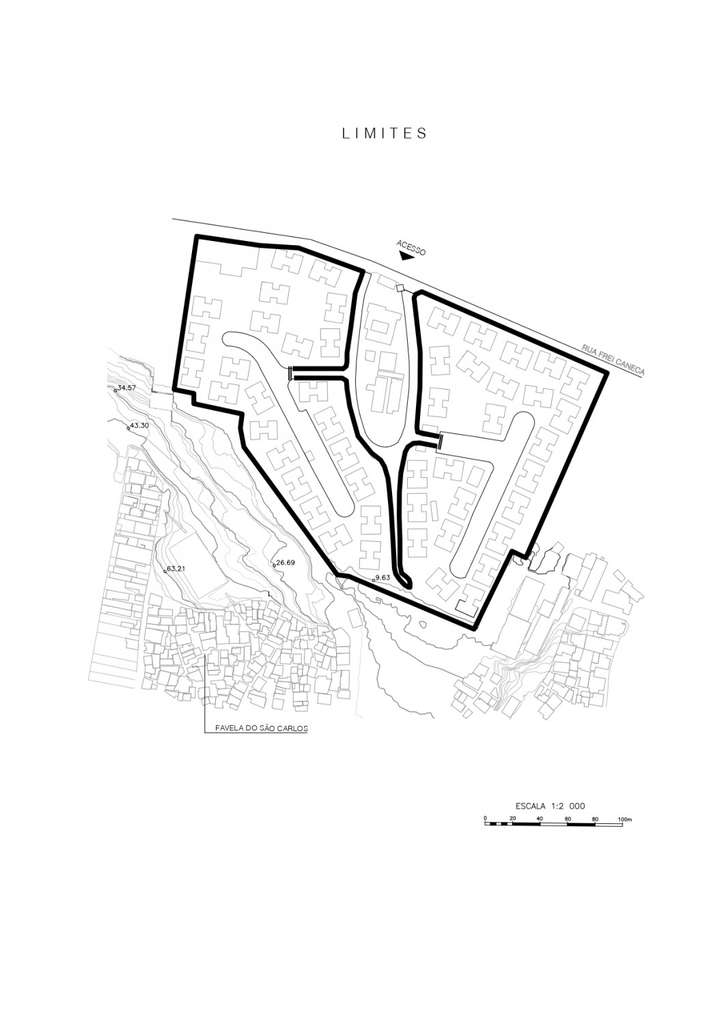 LIMITES
ACESSO
RUA FREI CANECA
34,57
43.30
63,21
26.69
9,63
FAVELA DO SÃO CARLOS
ESCALA 1:2 000
0 20 40 60 80 100m